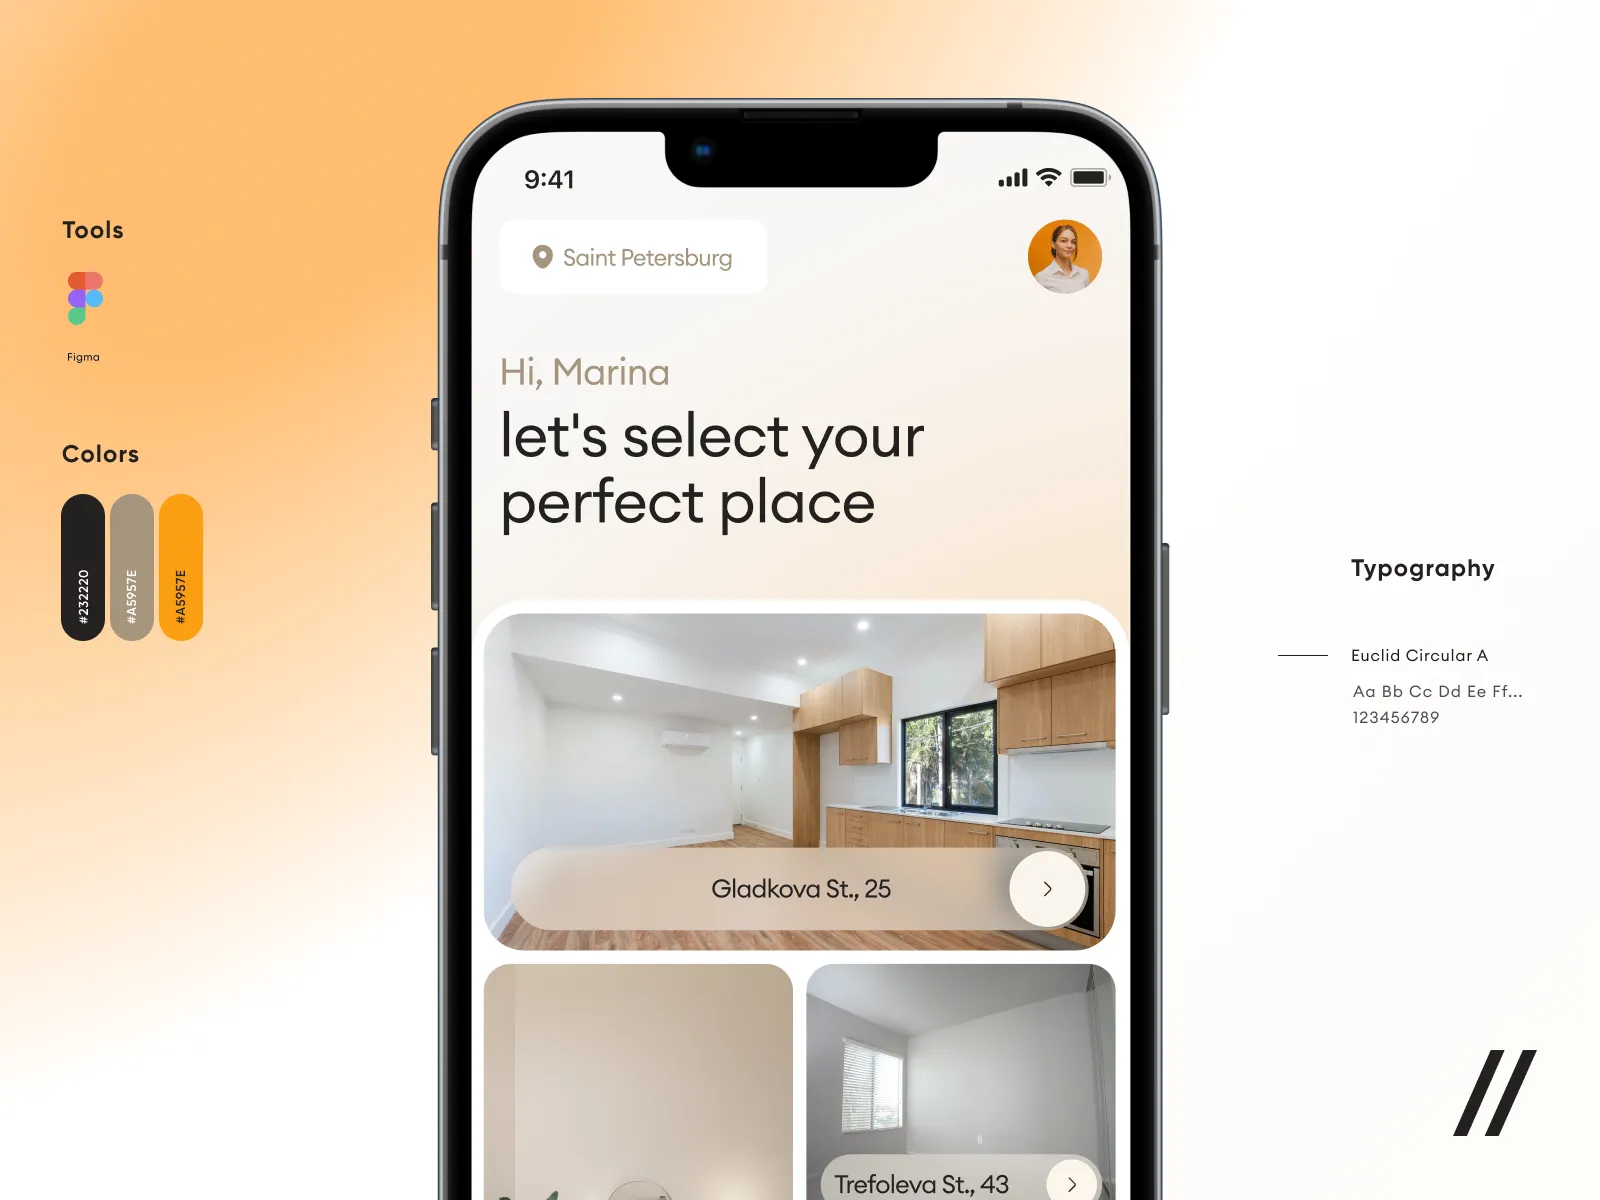 Tools
Figma
Colors
#232220
#A5957E
#A5957E
9:41
Saint Petersburg
Hi, Marina
let's select your
perfect place
Gladkova St., 25
Trefoleva St., 43
Typography
Euclid Circular A
Aa Bb Cc Dd Ee Ff...
123456789